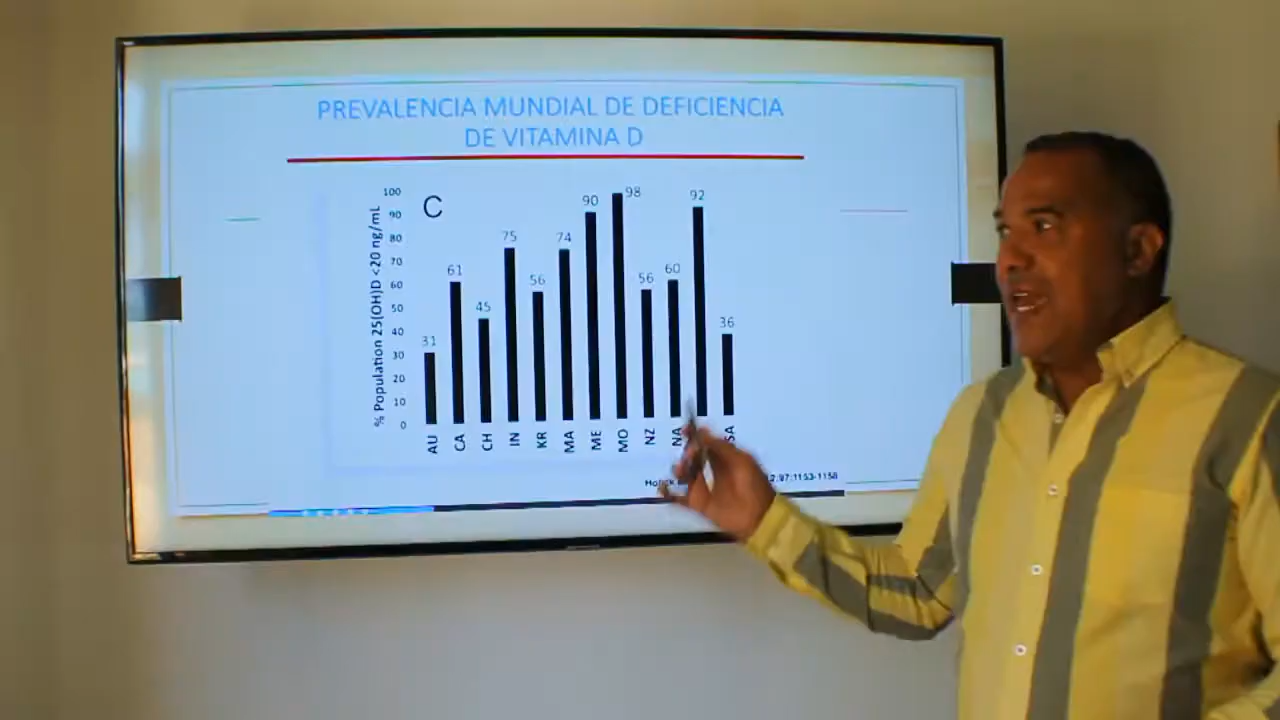 PREVALENCIA MUNDIAL DE DEFICIENCIA
DE VITAMINA D
% Population 25(OH)D <20 ng/mL
100
90
80
70
60
50
40
30
20
10
0
C
31
61
45
75
56
74
90
98
56
60
92
36
AU
CA
CH
IN
KR
MA
ME
MO
NZ
NA
SA
:97:1153-1158